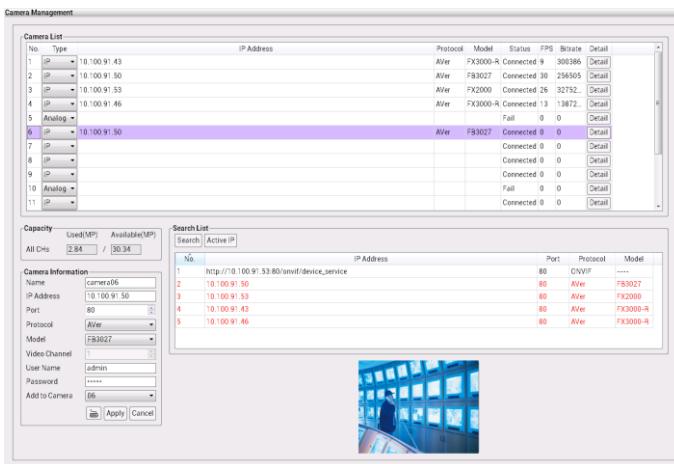 Camera Management
Camera List
No. Type IP Address Protocol Model Status FPS Bitrate Detail
1 IP 10.100.91.43 AVer FX3000-R Connected 9 300386 Detail
2 IP 10.100.91.50 AVer FB3027 Connected 30 256505 Detail
3 IP 10.100.91.53 AVer FX2000 Connected 26 32752... Detail
4 IP 10.100.91.46 AVer FX3000-R Connected 13 13872... Detail
5 Analog Fail 0 0 Detail
6 IP 10.100.91.50 AVer FB3027 Connected 0 0 Detail
7 IP Connected 0 0 Detail
8 IP Connected 0 0 Detail
9 IP Connected 0 0 Detail
10 Analog Fail 0 0 Detail
11 IP Connected 0 0 Detail
Capacity
Used(MP) Available(MP)
All CHs 2.84 / 30.34
Camera Information
Name camera06
IP Address 10.100.91.50
Port 80
Protocol AVer
Model FB3027
Video Channel 1
User Name admin
Password *****
Add to Camera 06
Apply Cancel
Search List
Search Active IP
No. IP Address Port Protocol Model
1 http://10.100.91.53:80/onvif/device_service 80 ONVIF ----
2 10.100.91.50 80 AVer FB3027
3 10.100.91.53 80 AVer FX2000
4 10.100.91.43 80 AVer FX3000-R
5 10.100.91.46 80 AVer FX3000-R